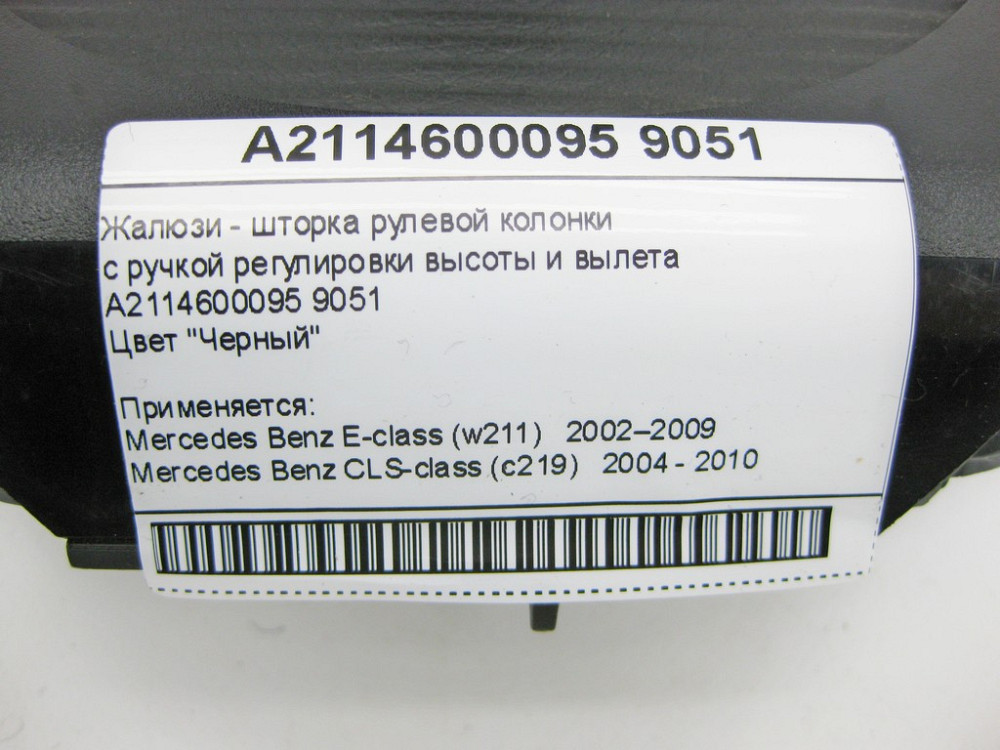 A2114600095 9051
Жалюзи - шторка рулевой колонки
с ручкой регулировки высоты и вылета
A2114600095 9051
Цвет "Черный"
Применяется:
Mercedes Benz E-class (w211) 2002–2009
Mercedes Benz CLS-class (c219) 2004 - 2010